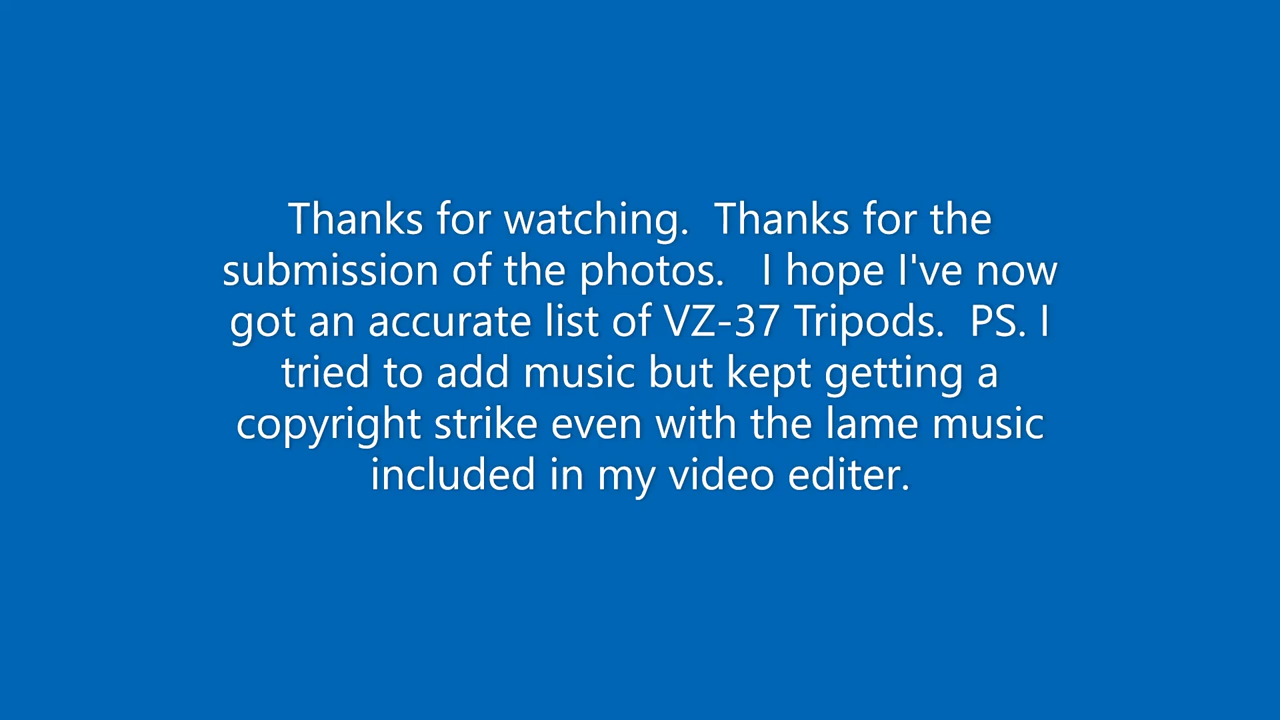 Thanks for watching.  Thanks for the
submission of the photos.   I hope I've now
got an accurate list of VZ-37 Tripods.  PS. I
tried to add music but kept getting a
copyright strike even with the lame music
included in my video editer.